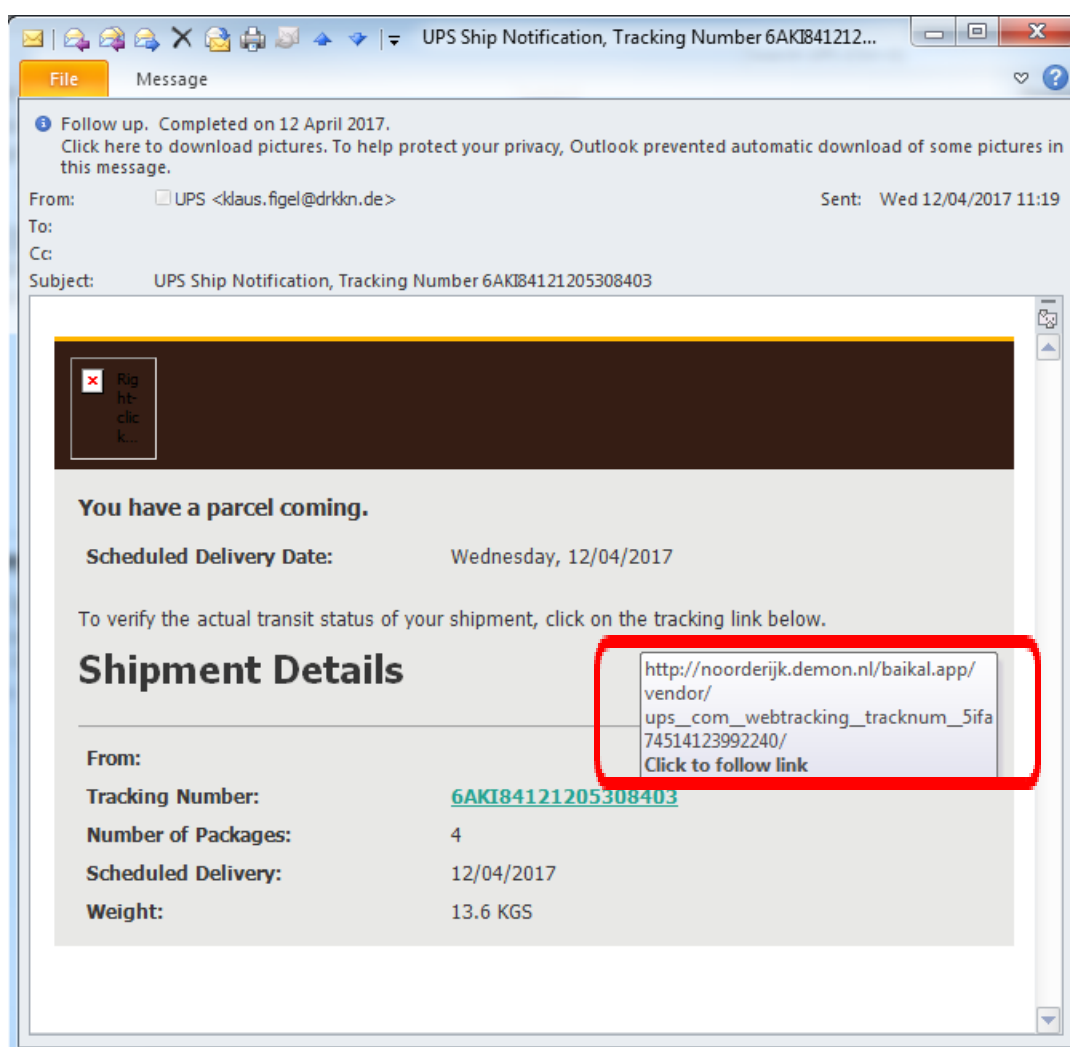 UPS Ship Notification, Tracking Number 6AKI841212...
File Message
Follow up. Completed on 12 April 2017.
Click here to download pictures. To help protect your privacy, Outlook prevented automatic download of some pictures in
this message.
From: UPS <klaus.figel@drkkn.de> Sent: Wed 12/04/2017 11:19
To:
Cc:
Subject: UPS Ship Notification, Tracking Number 6AKI84121205308403
Rig
ht-
clic
k...
You have a parcel coming.
Scheduled Delivery Date: Wednesday, 12/04/2017
To verify the actual transit status of your shipment, click on the tracking link below.
Shipment Details
http://noorderijk.demon.nl/baikal.app/
vendor/
ups__com__webtracking__tracknum__5ifa
74514123992240/
Click to follow link
From:
Tracking Number: 6AKI84121205308403
Number of Packages: 4
Scheduled Delivery: 12/04/2017
Weight: 13.6 KGS